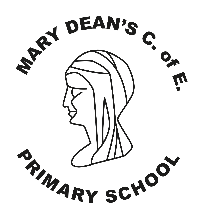 MARY DEAN'S C. of E.
PRIMARY SCHOOL